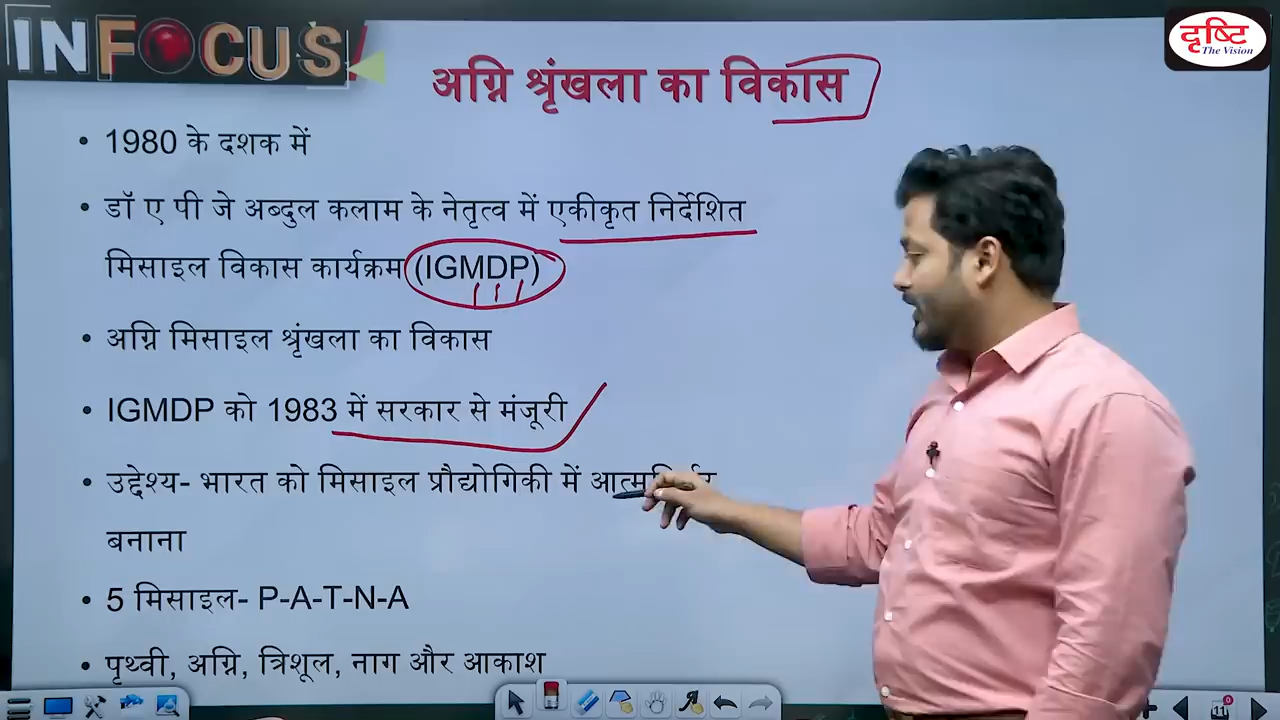 INFOCUS!
दृष्टि
The Vision
अग्नि श्रृंखला का विकास
• 1980 के दशक में
• डॉ ए पी जे अब्दुल कलाम के नेतृत्व में एकीकृत निर्देशित
मिसाइल विकास कार्यक्रम (IGMDP)
• अग्नि मिसाइल श्रृंखला का विकास
• IGMDP को 1983 में सरकार से मंजूरी
• उद्देश्य- भारत को मिसाइल प्रौद्योगिकी में
बनाना
• 5 मिसाइल- P-A-T-N-A
• पृथ्वी, अग्नि, त्रिशूल, नाग और आकाश
11